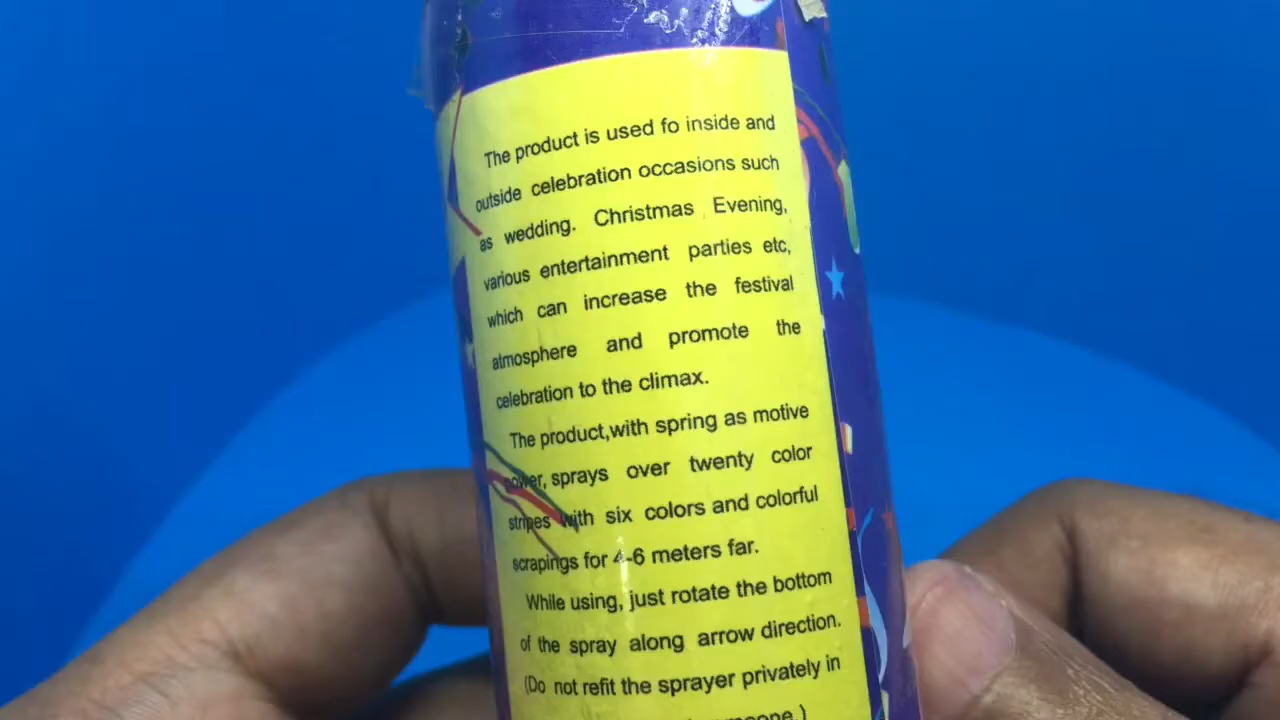 The product is used fo inside and
outside celebration occasions such
as wedding. Christmas Evening,
various entertainment parties etc,
which can increase the festival
atmosphere and promote the
celebration to the climax.
The product,with spring as motive
power, sprays over twenty color
stripes with six colors and colorful
scrapings for 4-6 meters far.
While using, just rotate the bottom
of the spray along arrow direction.
(Do not refit the sprayer privately in